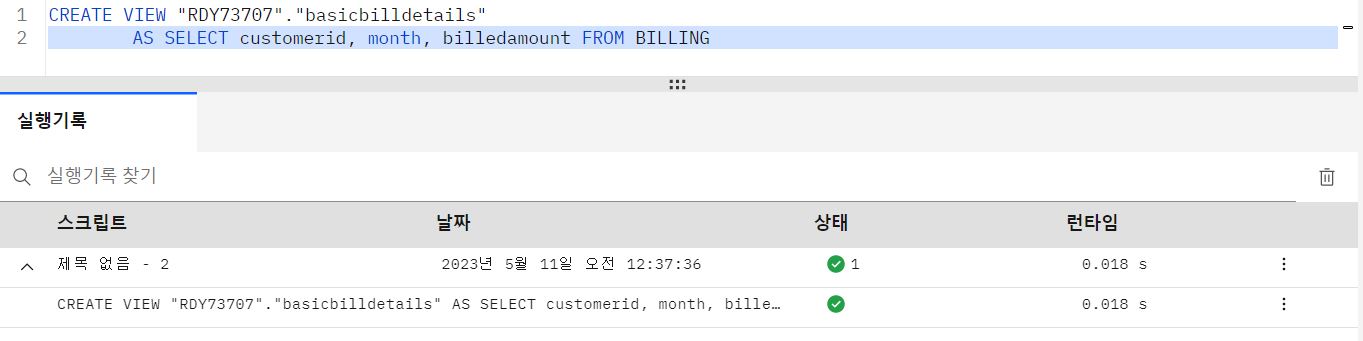 1 CREATE VIEW "RDY73707"."basicbilldetails"
2 AS SELECT customerid, month, billedamount FROM BILLING
실행기록
실행기록 찾기
스크립트 날짜 상태 런타임
제목 없음 - 2 2023년 5월 11일 오전 12:37:36 1 0.018 s
CREATE VIEW "RDY73707"."basicbilldetails" AS SELECT customerid, month, bille… 0.018 s